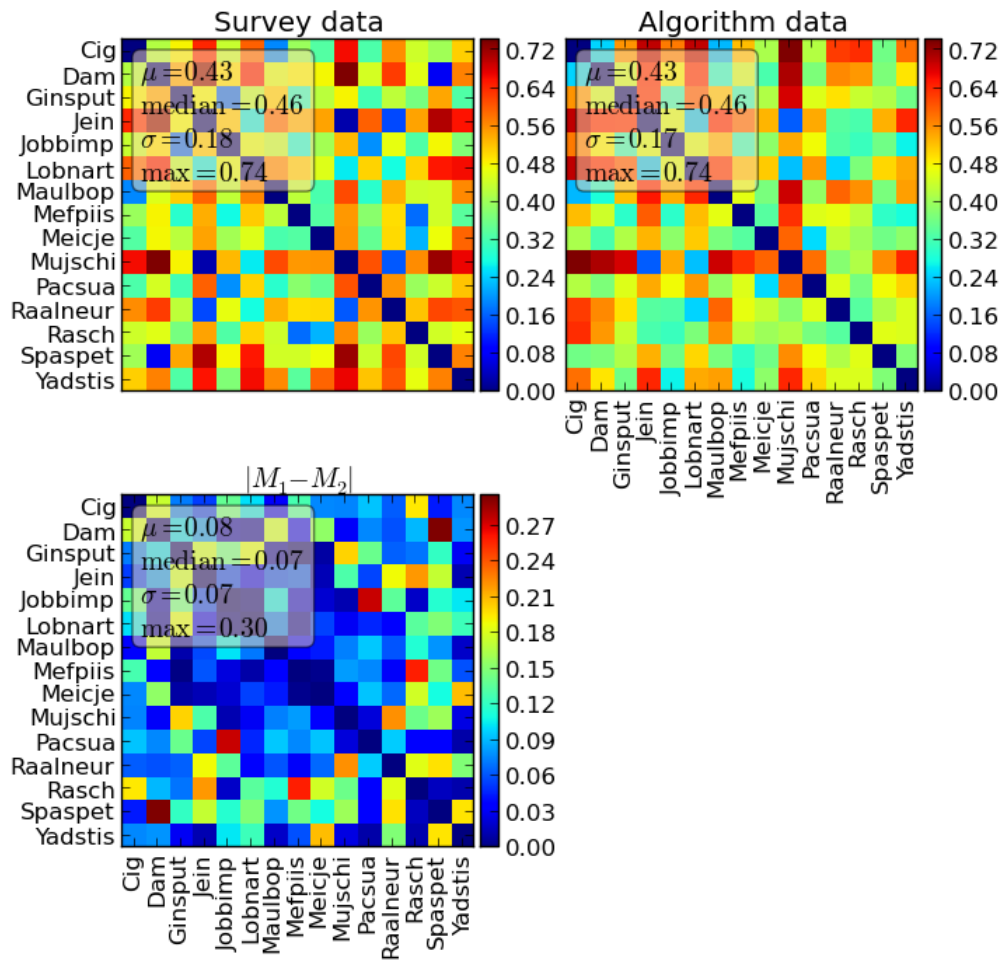 Survey data
Cig
Dam
Ginsput
Jein
Jobbimp
Lobnart
Maulbop
Mefpiis
Meicje
Mujschi
Pacsua
Raalneur
Rasch
Spaspet
Yadstis
μ=0.43
median=0.46
σ=0.18
max=0.74
0.72
0.64
0.56
0.48
0.40
0.32
0.24
0.16
0.08
0.00
Algorithm data
μ=0.43
median=0.46
σ=0.17
max=0.74
0.72
0.64
0.56
0.48
0.40
0.32
0.24
0.16
0.08
0.00
Cig
Dam
Ginsput
Jein
Jobbimp
Lobnart
Maulbop
Mefpiis
Meicje
Mujschi
Pacsua
Raalneur
Rasch
Spaspet
Yadstis
|M₁−M₂|
Cig
Dam
Ginsput
Jein
Jobbimp
Lobnart
Maulbop
Mefpiis
Meicje
Mujschi
Pacsua
Raalneur
Rasch
Spaspet
Yadstis
μ=0.08
median=0.07
σ=0.07
max=0.30
0.27
0.24
0.21
0.18
0.15
0.12
0.09
0.06
0.03
0.00
Cig
Dam
Ginsput
Jein
Jobbimp
Lobnart
Maulbop
Mefpiis
Meicje
Mujschi
Pacsua
Raalneur
Rasch
Spaspet
Yadstis